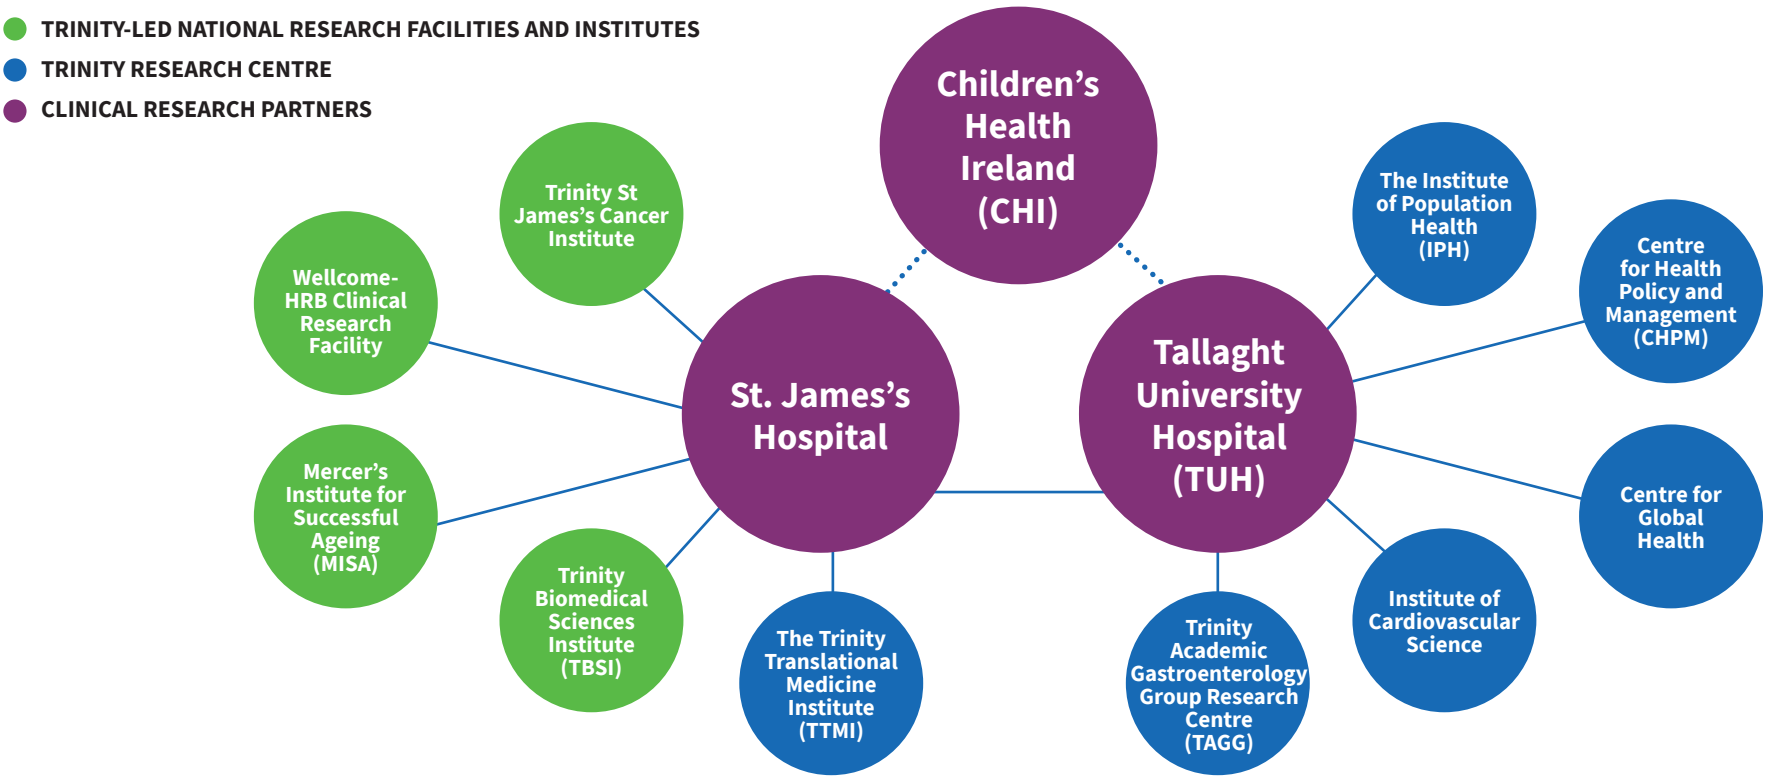 TRINITY-LED NATIONAL RESEARCH FACILITIES AND INSTITUTES
TRINITY RESEARCH CENTRE
CLINICAL RESEARCH PARTNERS
Children’s
Health
Ireland
(CHI)
Trinity St
James’s Cancer
Institute
Wellcome-
HRB Clinical
Research
Facility
Mercer’s
Institute for
Successful
Ageing
(MISA)
Trinity
Biomedical
Sciences
Institute
(TBSI)
St. James’s
Hospital
The Trinity
Translational
Medicine
Institute
(TTMI)
Tallaght
University
Hospital
(TUH)
The Institute
of Population
Health
(IPH)
Centre
for Health
Policy and
Management
(CHPM)
Centre for
Global
Health
Institute of
Cardiovascular
Science
Trinity
Academic
Gastroenterology
Group Research
Centre
(TAGG)